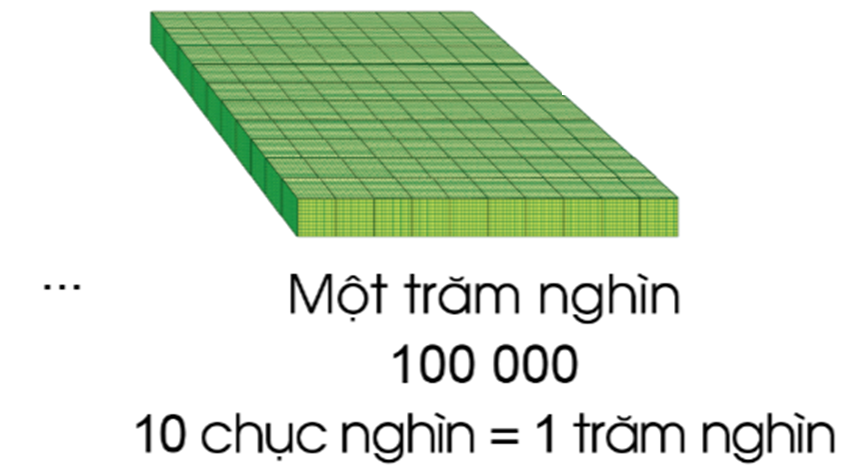 ...
Một trăm nghìn
100 000
10 chục nghìn = 1 trăm nghìn